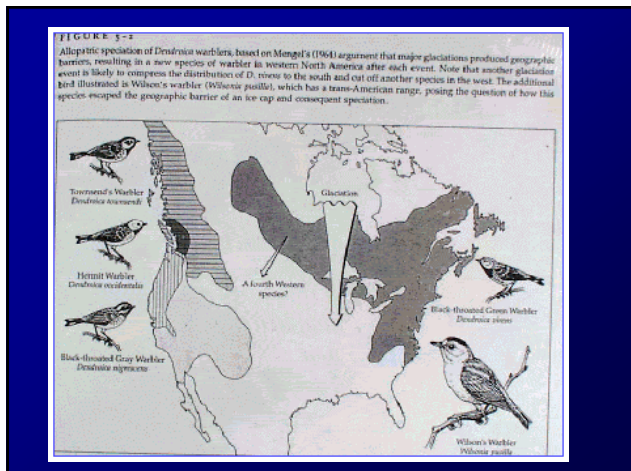 FIGURE 5-2
Allopatric speciation of Dendroica warblers, based on Mengel's (1964) argument that major glaciations produced geographic
barriers, resulting in a new species of warbler in western North America after each event. Note that another glaciation
event is likely to compress the distribution of D. virens to the south and cut off another species in the west. The additional
bird illustrated is Wilson's warbler (Wilsonia pusilla), which has a trans-American range, posing the question of how this
species escaped the geographic barrier of an ice cap and consequent speciation.
Glaciation
Townsend's Warbler
Dendroica townsendi
Hermit Warbler
Dendroica occidentalis
A fourth Western
species?
Black-throated Green Warbler
Dendroica virens
Black-throated Gray Warbler
Dendroica nigrescens
Wilson's Warbler
Wilsonia pusilla